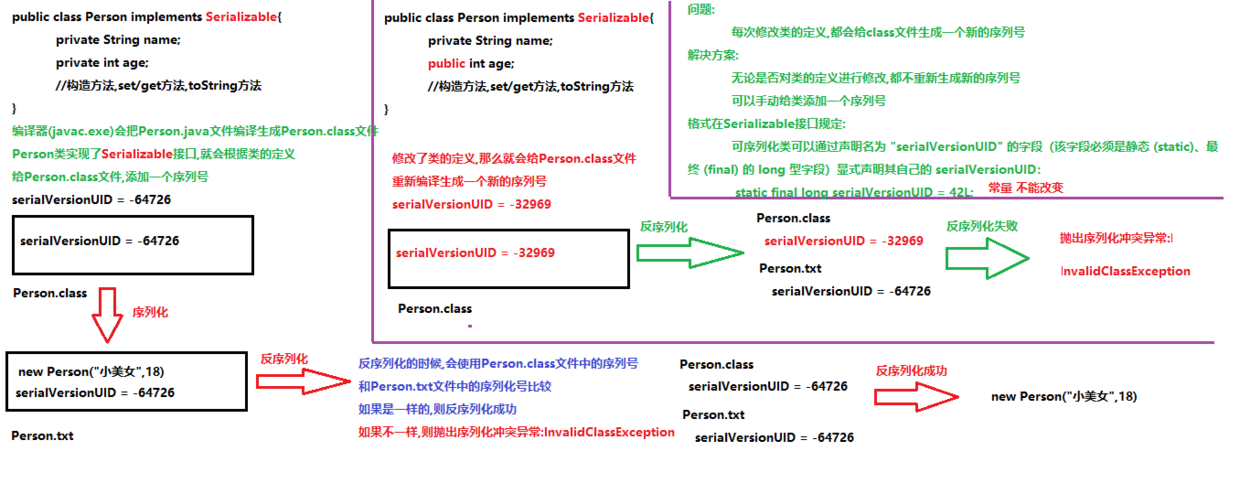 public class Person implements Serializable{
private String name;
private int age;
//构造方法,set/get方法,toString方法
}
编译器(javac.exe)会把Person.java文件编译生成Person.class文件
Person类实现了Serializable接口,就会根据类的定义
给Person.class文件,添加一个序列号
serialVersionUID = -64726
serialVersionUID = -64726
Person.class
序列化
new Person("小美女",18)
serialVersionUID = -64726
Person.txt
public class Person implements Serializable{
private String name;
public int age;
//构造方法,set/get方法,toString方法
}
修改了类的定义,那么就会给Person.class文件
重新编译生成一个新的序列号
serialVersionUID = -32969
serialVersionUID = -32969
Person.class
问题:
每次修改类的定义,都会给class文件生成一个新的序列号
解决方案:
无论是否对类的定义进行修改,都不重新生成新的序列号
可以手动给类添加一个序列号
格式在Serializable接口规定:
可序列化类可以通过声明名为 "serialVersionUID" 的字段（该字段必须是静态 (static)、最
终 (final) 的 long 型字段）显式声明其自己的 serialVersionUID:
static final long serialVersionUID = 42L; 常量 不能改变
反序列化
Person.class
serialVersionUID = -32969
Person.txt
serialVersionUID = -64726
反序列化失败
抛出序列化冲突异常:I
InvalidClassException
反序列化
反序列化的时候,会使用Person.class文件中的序列号
和Person.txt文件中的序列化号比较
如果是一样的,则反序列化成功
如果不一样,则抛出序列化冲突异常:InvalidClassException
Person.class
serialVersionUID = -64726
Person.txt
serialVersionUID = -64726
反序列化成功
new Person("小美女",18)